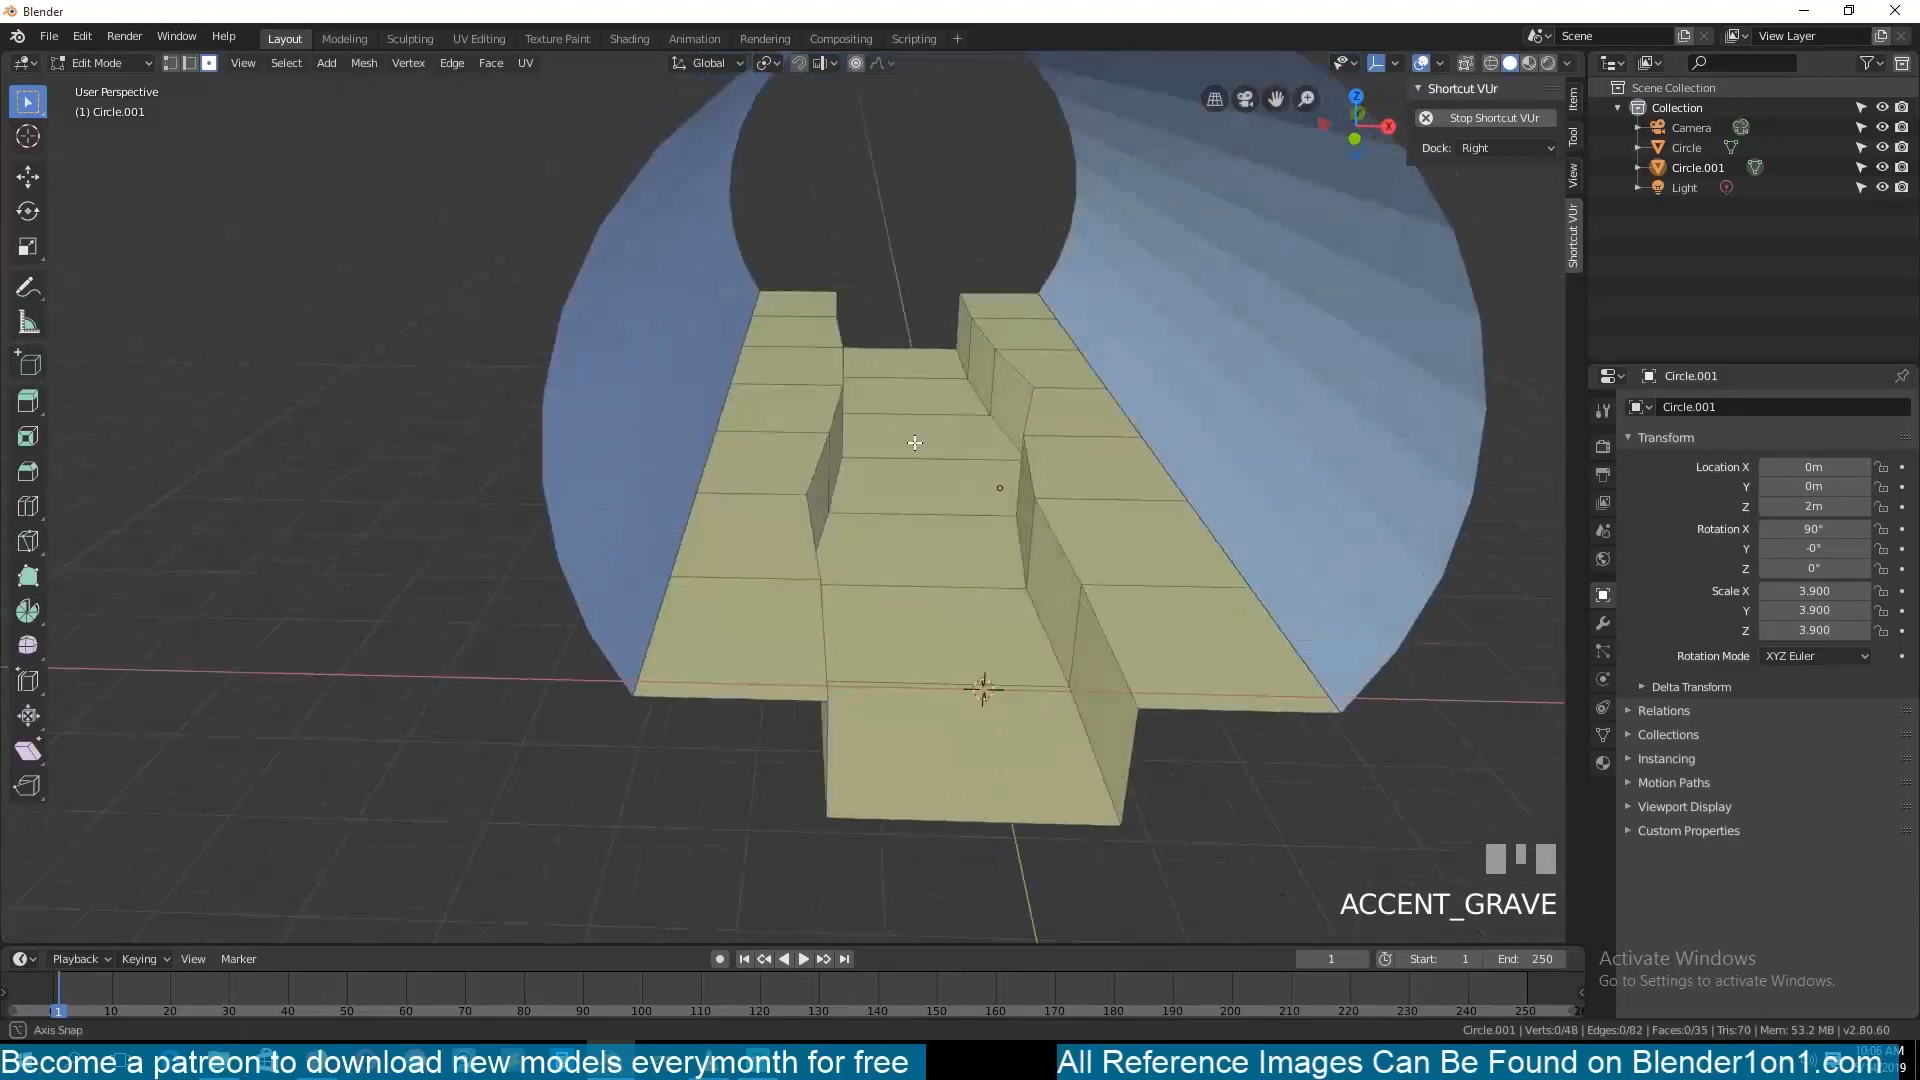 Blender
File Edit Render Window Help
Layout Modeling Sculpting UV Editing Texture Paint Shading Animation Rendering Compositing Scripting +
Scene
View Layer
Edit Mode View Select Add Mesh Vertex Edge Face UV
Global
User Perspective
(1) Circle.001
Shortcut VUr
Stop Shortcut VUr
Dock: Right
Item
Tool
View
Shortcut VUr
Z
X
Scene Collection
Collection
Camera
Circle
Circle.001
Light
Circle.001
Circle.001
Transform
Location X 0m
Y 0m
Z 2m
Rotation X 90°
Y -0°
Z 0°
Scale X 3.900
Y 3.900
Z 3.900
Rotation Mode XYZ Euler
Delta Transform
Relations
Collections
Instancing
Motion Paths
Viewport Display
Custom Properties
ACCENT_GRAVE
Activate Windows
Go to Settings to activate Windows.
Playback Keying View Marker
1 Start: 1 End: 250
1 10 20 30 40 50 60 70 80 90 100 110 120 130 140 150 160 170 180 190 200 210 220 230 240 250
Axis Snap
Circle.001 | Verts:0/48 | Edges:0/82 | Faces:0/35 | Tris:70 | Mem: 53.2 MB | v2.80.60
Become a patreon to download new models everymonth for free
All Reference Images Can Be Found on Blender1on1.com